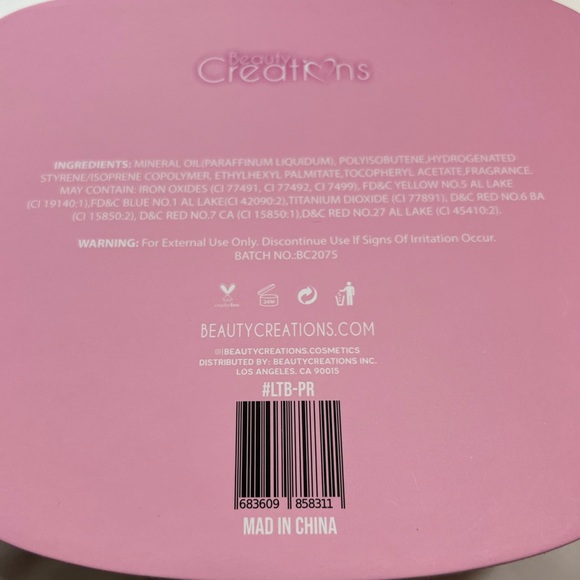 Beauty
Creations
INGREDIENTS: MINERAL OIL(PARAFFINUM LIQUIDUM), POLYISOBUTENE,HYDROGENATED
STYRENE/ISOPRENE COPOLYMER, ETHYLHEXYL PALMITATE,TOCOPHERYL ACETATE,FRAGRANCE.
MAY CONTAIN: IRON OXIDES (CI 77491, CI 77492, CI 7499), FD&C YELLOW NO.5 AL LAKE
(CI 19140:1),FD&C BLUE NO.1 AL LAKE(CI 42090:2),TITANIUM DIOXIDE (CI 77891); D&C RED NO.6 BA
(CI 15850:2), D&C RED NO.7 CA (CI 15850:1),D&C RED NO.27 AL LAKE (CI 45410:2).
WARNING: For External Use Only. Discontinue Use If Signs Of Irritation Occur.
BATCH NO.:BC2075
BEAUTYCREATIONS.COM
BEAUTYCREATIONS.COSMETICS
DISTRIBUTED BY: BEAUTY CREATIONS INC.
LOS ANGELES. CA 90015
#LTB-PR
683609 858311
MAD IN CHINA